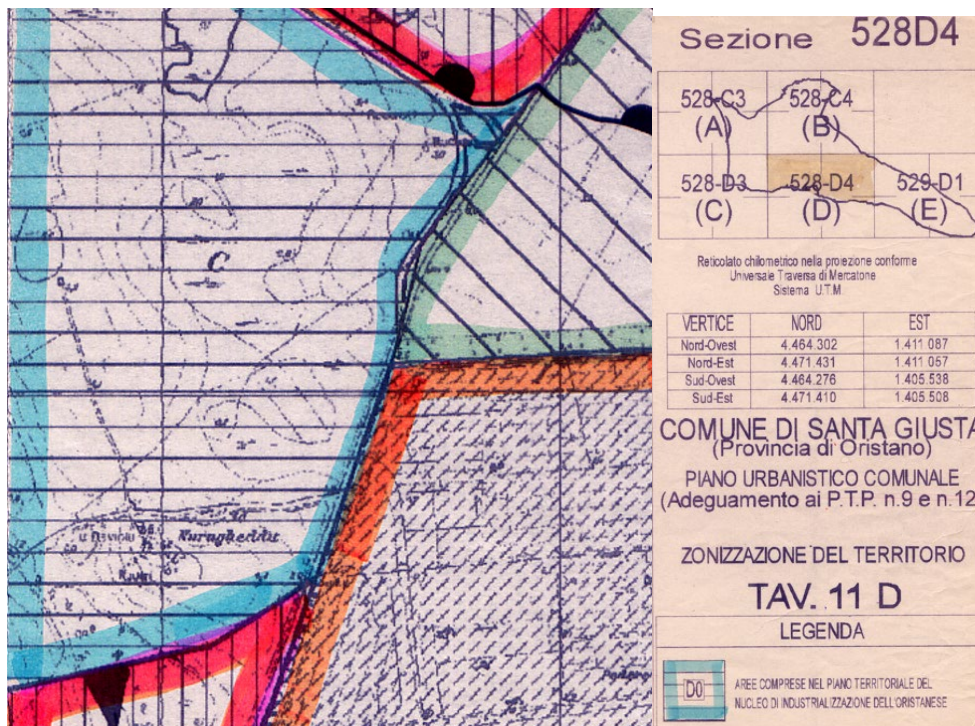 Sezione 528D4
528-C3 528-C4
(A) (B)
528-D3 528-D4 529-D1
(C) (D) (E)
Reticolato chilometrico nella proiezione conforme
Universale Traversa di Mercatone
Sistema U.T.M
VERTICE NORD EST
Nord-Ovest 4.464.302 1.411 087
Nord-Est 4.471.431 1.411 057
Sud-Ovest 4.464.276 1.405.538
Sud-Est 4.471.410 1.405.508
COMUNE DI SANTA GIUSTA
(Provincia di Oristano)
PIANO URBANISTICO COMUNALE
(Adeguamento ai P.T.P. n.9 e n.12
ZONIZZAZIONE DEL TERRITORIO
TAV. 11 D
LEGENDA
D0 AREE COMPRESE NEL PIANO TERRITORIALE DEL
NUCLEO DI INDUSTRIALIZZAZIONE DELL'ORISTANESE
C
Nuragheddu